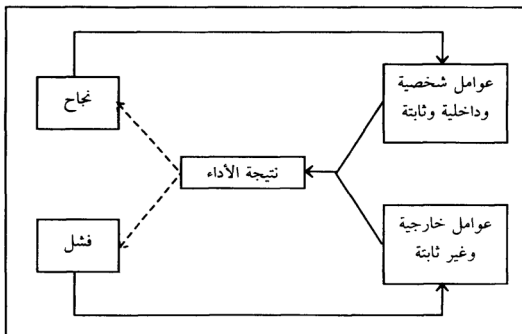 عوامل شخصية
وداخلية وثابتة
نجاح
نتيجة الأداء
عوامل خارجية
وغير ثابتة
فشل